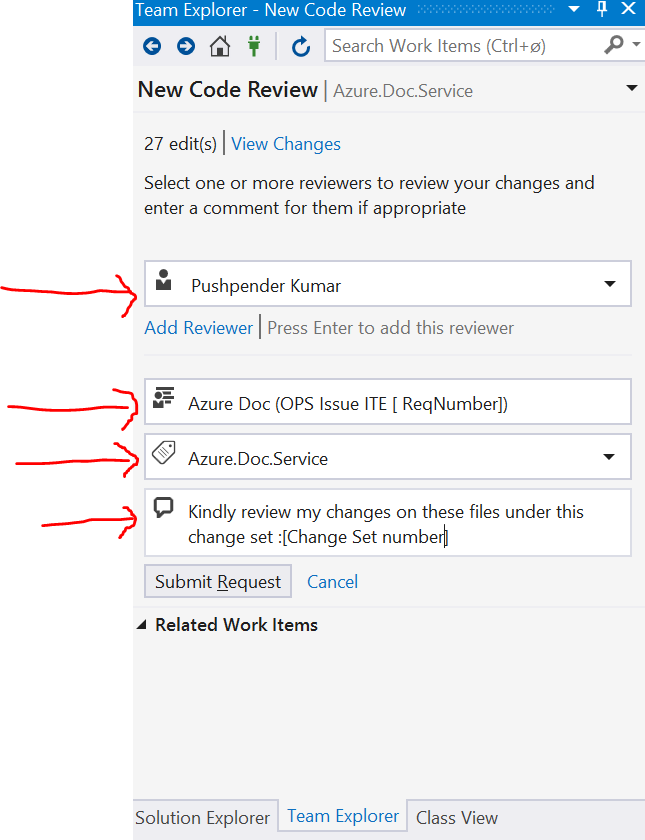 Team Explorer - New Code Review
Search Work Items (Ctrl+ø)
New Code Review | Azure.Doc.Service
27 edit(s) | View Changes
Select one or more reviewers to review your changes and
enter a comment for them if appropriate
Pushpender Kumar
Add Reviewer | Press Enter to add this reviewer
Azure Doc (OPS Issue ITE [ ReqNumber])
Azure.Doc.Service
Kindly review my changes on these files under this
change set :[Change Set number]
Submit Request Cancel
Related Work Items
Solution Explorer Team Explorer Class View